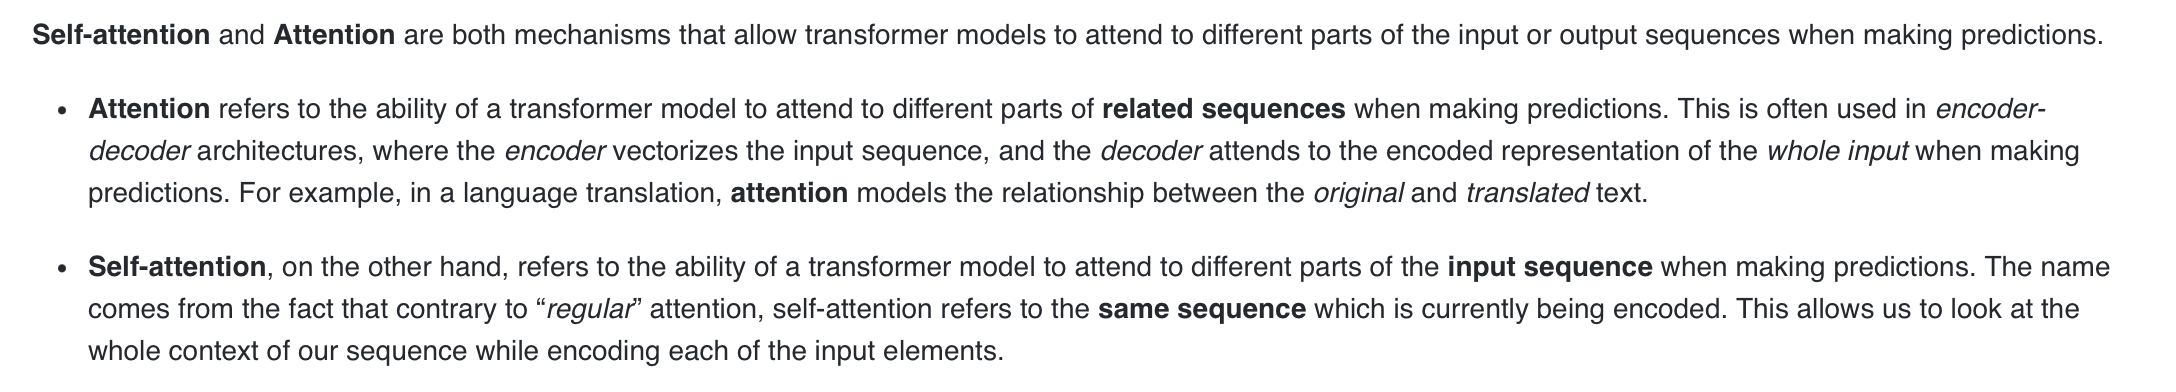 Self-attention and Attention are both mechanisms that allow transformer models to attend to different parts of the input or output sequences when making predictions.
• Attention refers to the ability of a transformer model to attend to different parts of related sequences when making predictions. This is often used in encoder-
decoder architectures, where the encoder vectorizes the input sequence, and the decoder attends to the encoded representation of the whole input when making
predictions. For example, in a language translation, attention models the relationship between the original and translated text.
• Self-attention, on the other hand, refers to the ability of a transformer model to attend to different parts of the input sequence when making predictions. The name
comes from the fact that contrary to “regular” attention, self-attention refers to the same sequence which is currently being encoded. This allows us to look at the
whole context of our sequence while encoding each of the input elements.